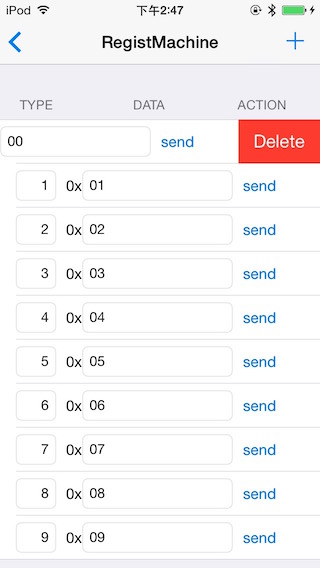 iPod 下午2:47
RegistMachine
TYPE DATA ACTION
00 send Delete
1 0x 01 send
2 0x 02 send
3 0x 03 send
4 0x 04 send
5 0x 05 send
6 0x 06 send
7 0x 07 send
8 0x 08 send
9 0x 09 send